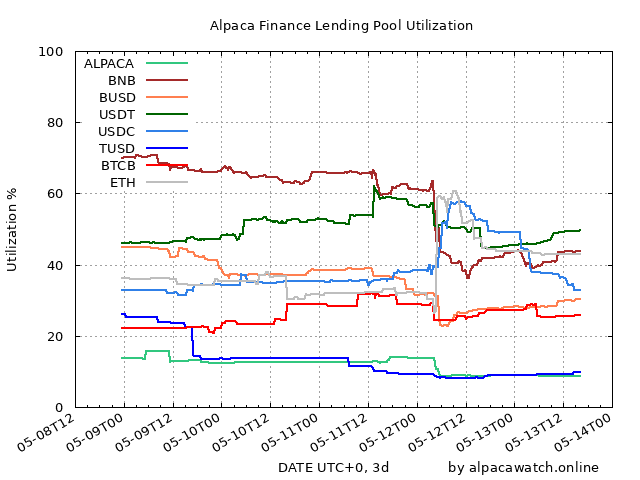 Alpaca Finance Lending Pool Utilization
100
80
60
40
20
0
Utilization %
ALPACA
BNB
BUSD
USDT
USDC
TUSD
BTCB
ETH
05-08T12
05-09T00
05-09T12
05-10T00
05-10T12
05-11T00
05-11T12
05-12T00
05-12T12
05-13T00
05-13T12
05-14T00
DATE UTC+0, 3d
by alpacawatch.online